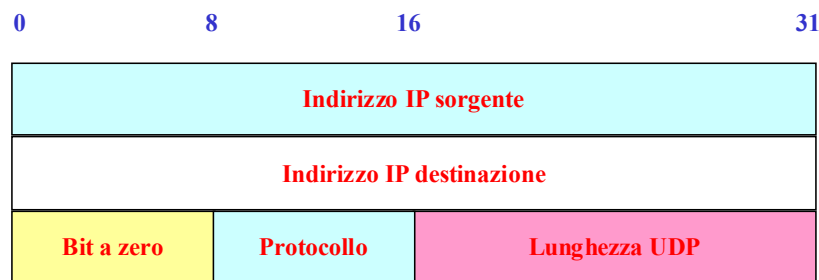 0 8 16 31
Indirizzo IP sorgente
Indirizzo IP destinazione
Bit a zero Protocollo Lunghezza UDP